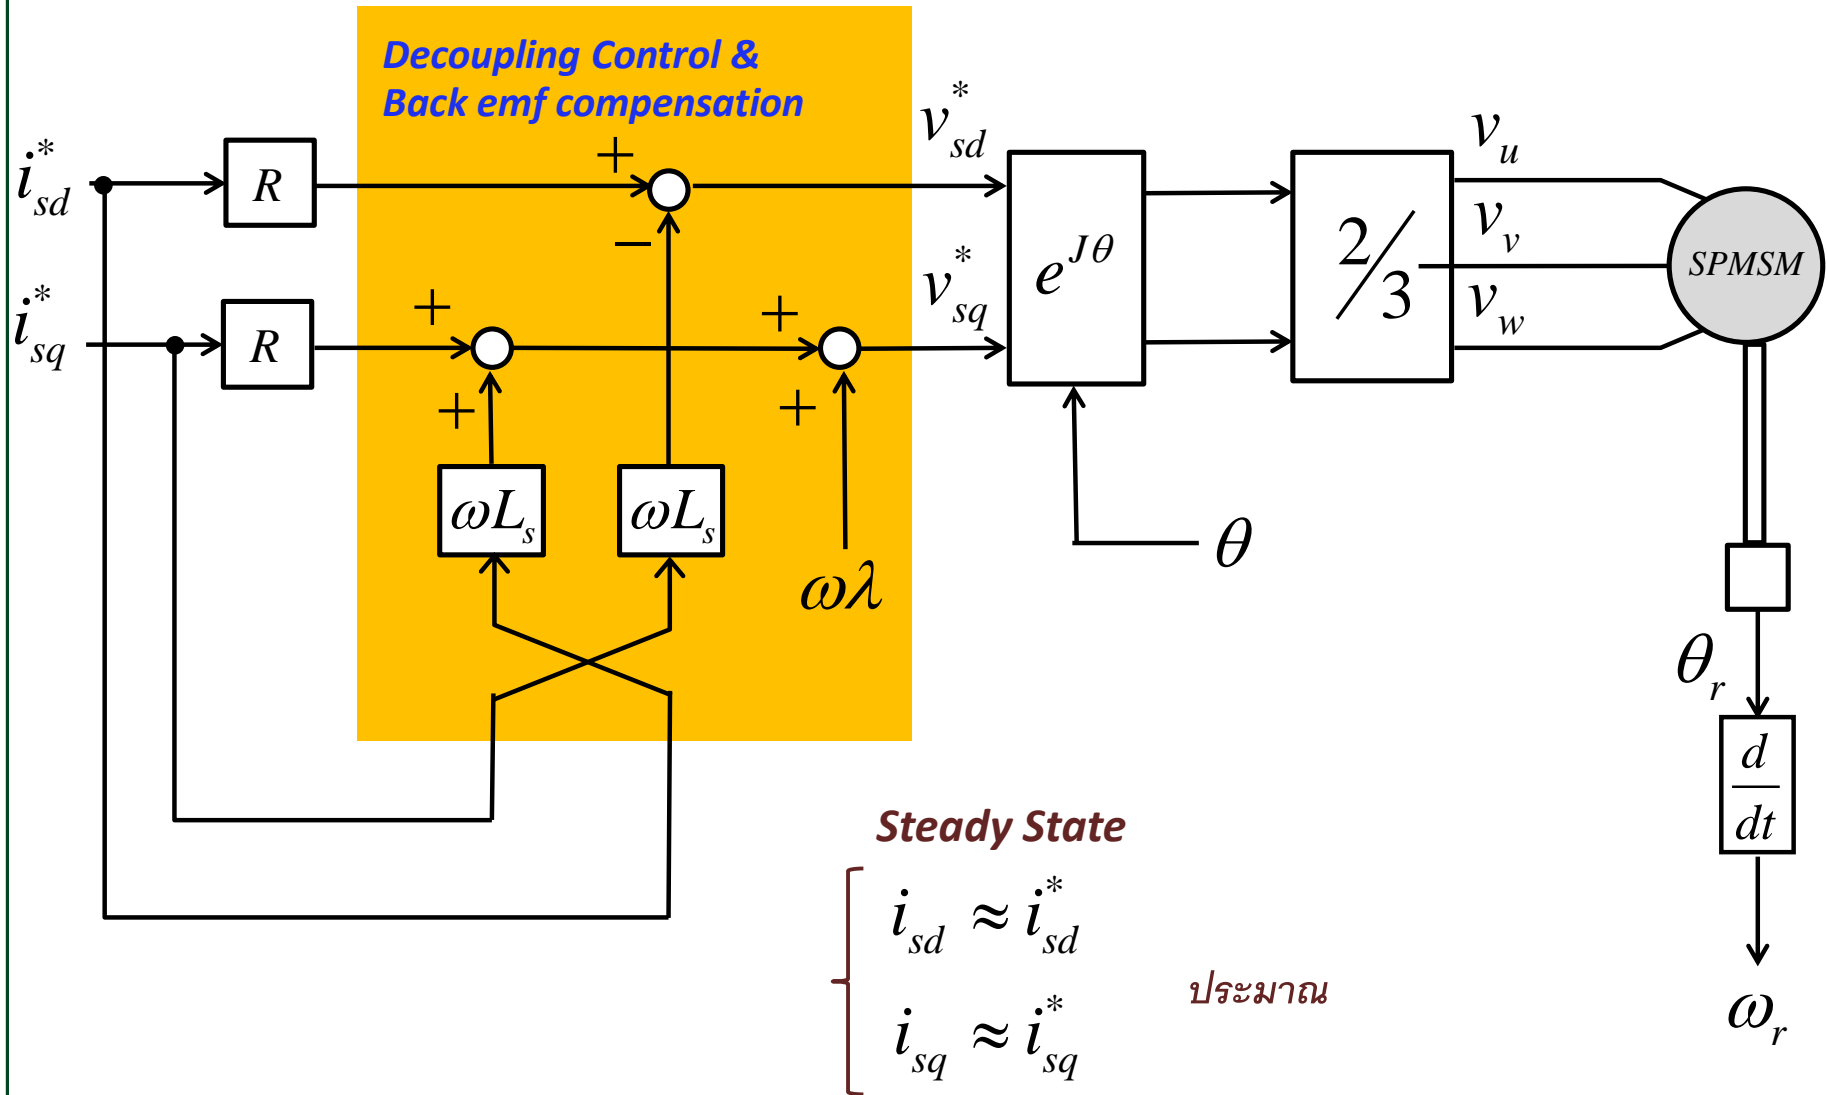 Decoupling Control &
Back emf compensation
i*sd
R
+
−
v*sd
i*sq
R
+
+
+
+
v*sq
ωLs
ωLs
ωλ
e^Jθ
θ
2/3
vu
vv
vw
SPMSM
θr
d/dt
ωr
Steady State
isd ≈ i*sd
isq ≈ i*sq
ประมาณ